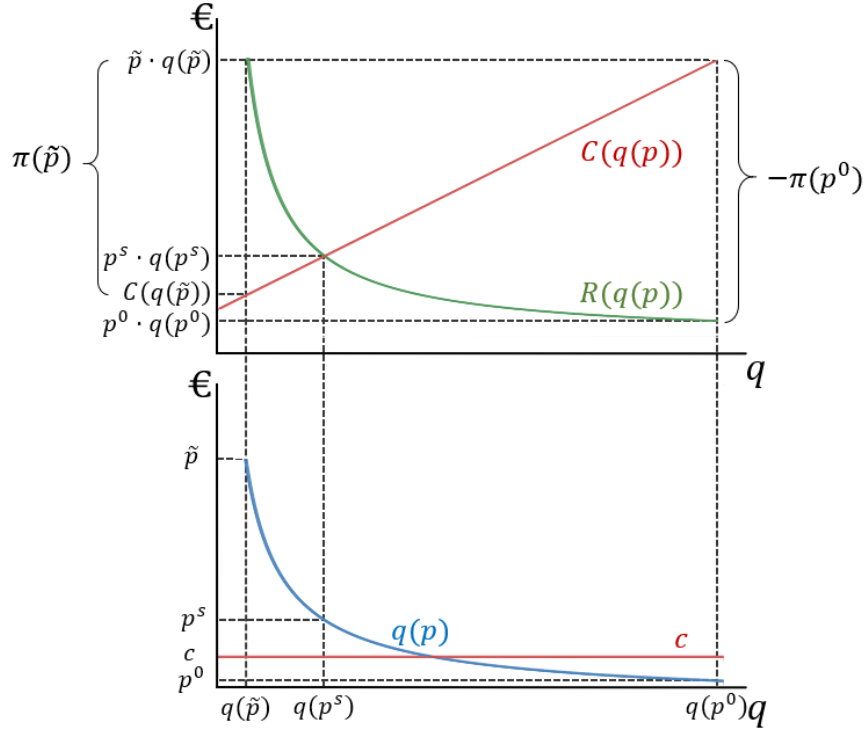 €
p̃ · q(p̃)
π(p̃)
C(q(p))
−π(p⁰)
pˢ · q(pˢ)
C(q(p̃))
R(q(p))
p⁰ · q(p⁰)
q
€
p̃
pˢ
q(p)
c
c
p⁰
q(p̃)
q(pˢ)
q(p⁰)
q